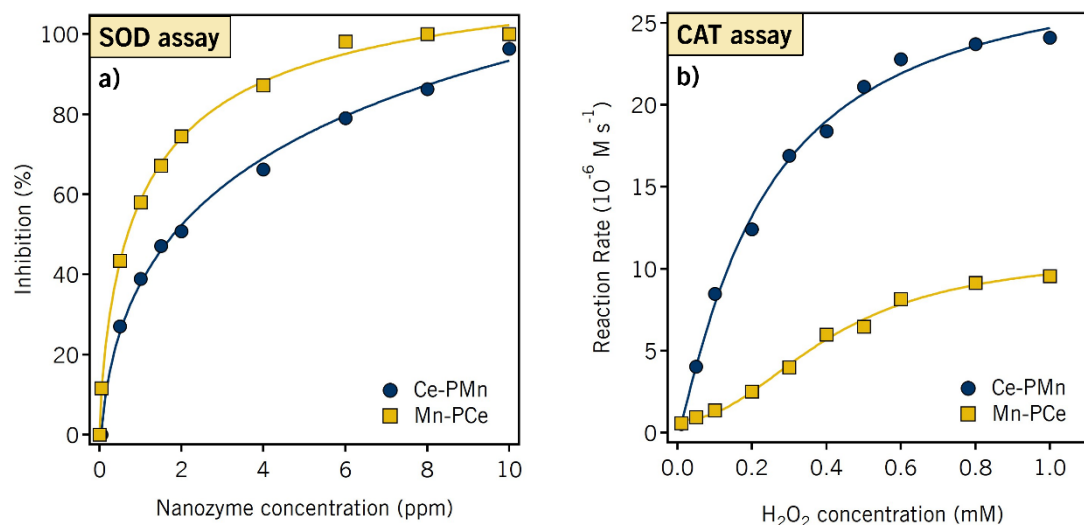 SOD assay
a)
Inhibition (%)
100
80
60
40
20
0
Ce-PMn
Mn-PCe
0 2 4 6 8 10
Nanozyme concentration (ppm)
CAT assay
b)
Reaction Rate (10⁻⁶ M s⁻¹)
25
20
15
10
5
0
Ce-PMn
Mn-PCe
0.0 0.2 0.4 0.6 0.8 1.0
H₂O₂ concentration (mM)